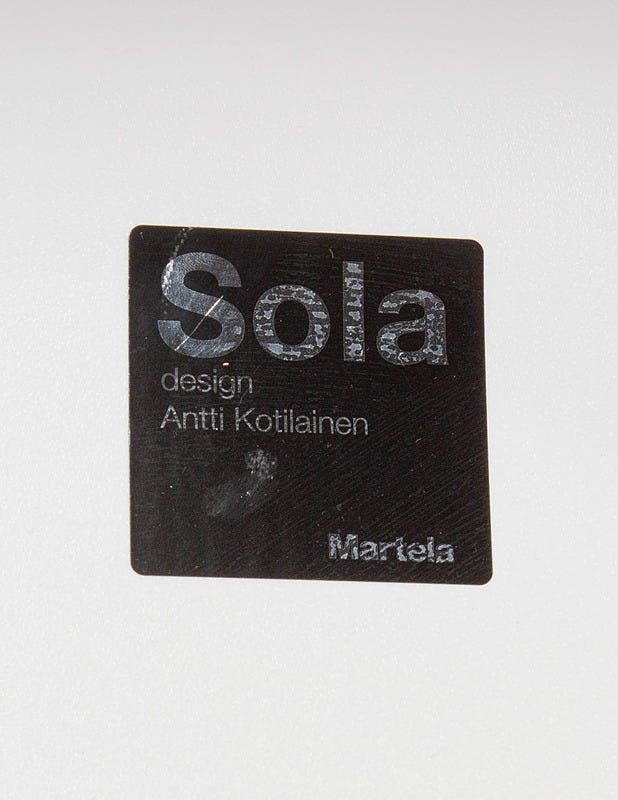 Sola
design
Antti Kotilainen
Martela